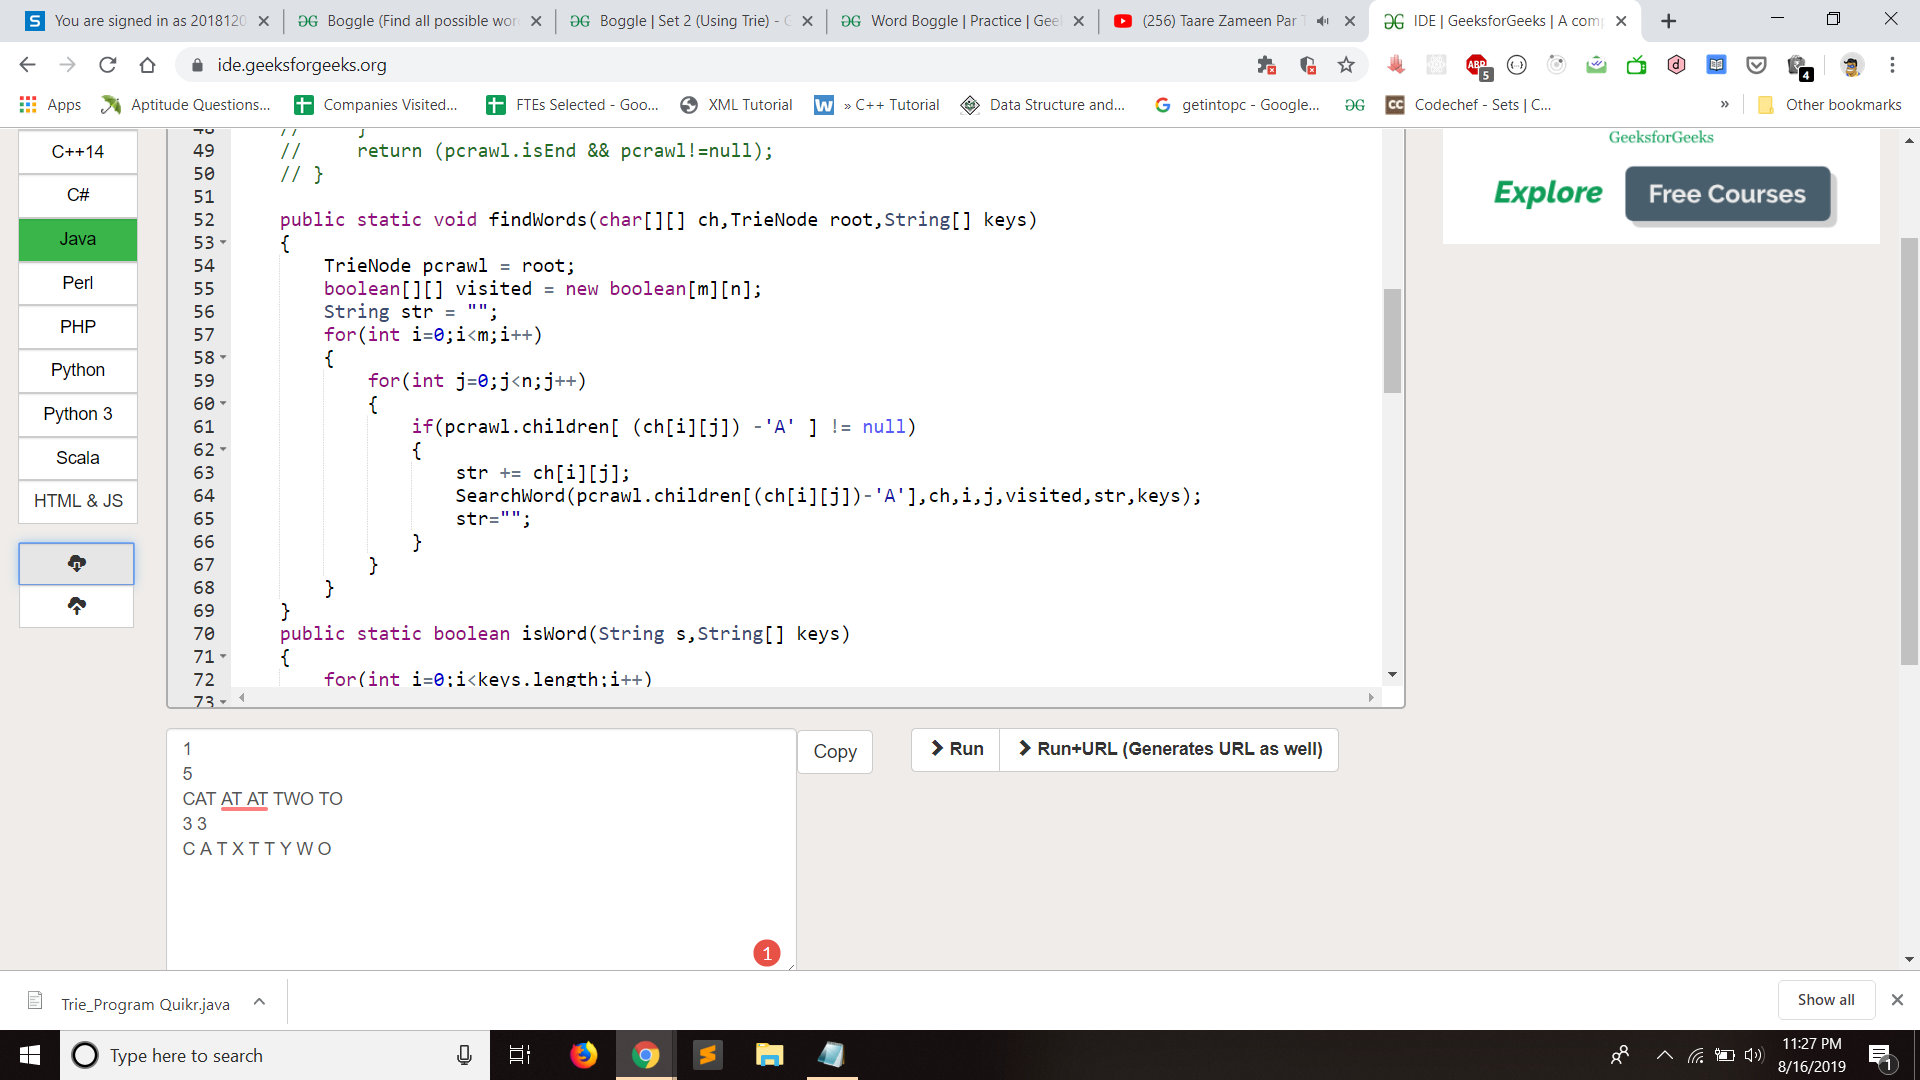 You are signed in as 2018120
Boggle (Find all possible wor
Boggle | Set 2 (Using Trie) - G
Word Boggle | Practice | Gee
(256) Taare Zameen Par T
IDE | GeeksforGeeks | A comp
ide.geeksforgeeks.org
ABP
5
4
Apps
Aptitude Questions...
Companies Visited...
FTEs Selected - Goo...
XML Tutorial
» C++ Tutorial
Data Structure and...
getintopc - Google...
Codechef - Sets | C...
»
Other bookmarks
C++14
C#
Java
Perl
PHP
Python
Python 3
Scala
HTML & JS
48 // }
49 // return (pcrawl.isEnd && pcrawl!=null);
50 // }
51
52 public static void findWords(char[][] ch,TrieNode root,String[] keys)
53 {
54 TrieNode pcrawl = root;
55 boolean[][] visited = new boolean[m][n];
56 String str = "";
57 for(int i=0;i<m;i++)
58 {
59 for(int j=0;j<n;j++)
60 {
61 if(pcrawl.children[ (ch[i][j]) -'A' ] != null)
62 {
63 str += ch[i][j];
64 SearchWord(pcrawl.children[(ch[i][j])-'A'],ch,i,j,visited,str,keys);
65 str="";
66 }
67 }
68 }
69 }
70 public static boolean isWord(String s,String[] keys)
71 {
72 for(int i=0;i<keys.length;i++)
73
GeeksforGeeks
Explore Free Courses
1
5
CAT AT AT TWO TO
3 3
C A T X T T Y W O
1
Copy
Run
Run+URL (Generates URL as well)
Trie_Program Quikr.java
Show all
Type here to search
11:27 PM
8/16/2019
1